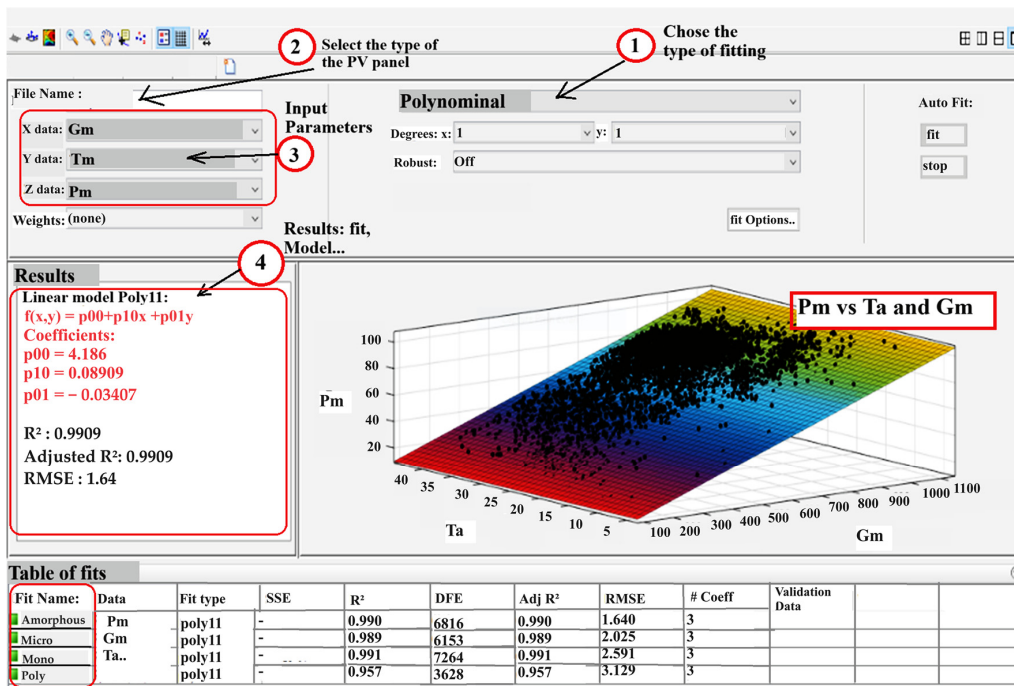 2 Select the type of
the PV panel
1 Chose the
type of fitting
File Name :
X data: Gm
Y data: Tm
Z data: Pm
Weights: (none)
Input
Parameters
3
Polynominal
Degrees: x: 1 y: 1
Robust: Off
fit Options..
Auto Fit:
fit
stop
Results: fit,
Model...
4
Results
Linear model Poly11:
f(x,y) = p00+p10x +p01y
Coefficients:
p00 = 4.186
p10 = 0.08909
p01 = − 0.03407
R² : 0.9909
Adjusted R²: 0.9909
RMSE : 1.64
Pm vs Ta and Gm
Pm
100
80
60
40
20
40 35 30 25 20 15 10 5
Ta
100 200 300 400 500 600 700 800 900 1000 1100
Gm
Table of fits
Fit Name: Data Fit type SSE R² DFE Adj R² RMSE # Coeff Validation
Data
Amorphous Pm poly11 - 0.990 6816 0.990 1.640 3
Micro Gm poly11 - 0.989 6153 0.989 2.025 3
Mono Ta.. poly11 - 0.991 7264 0.991 2.591 3
Poly poly11 - 0.957 3628 0.957 3.129 3